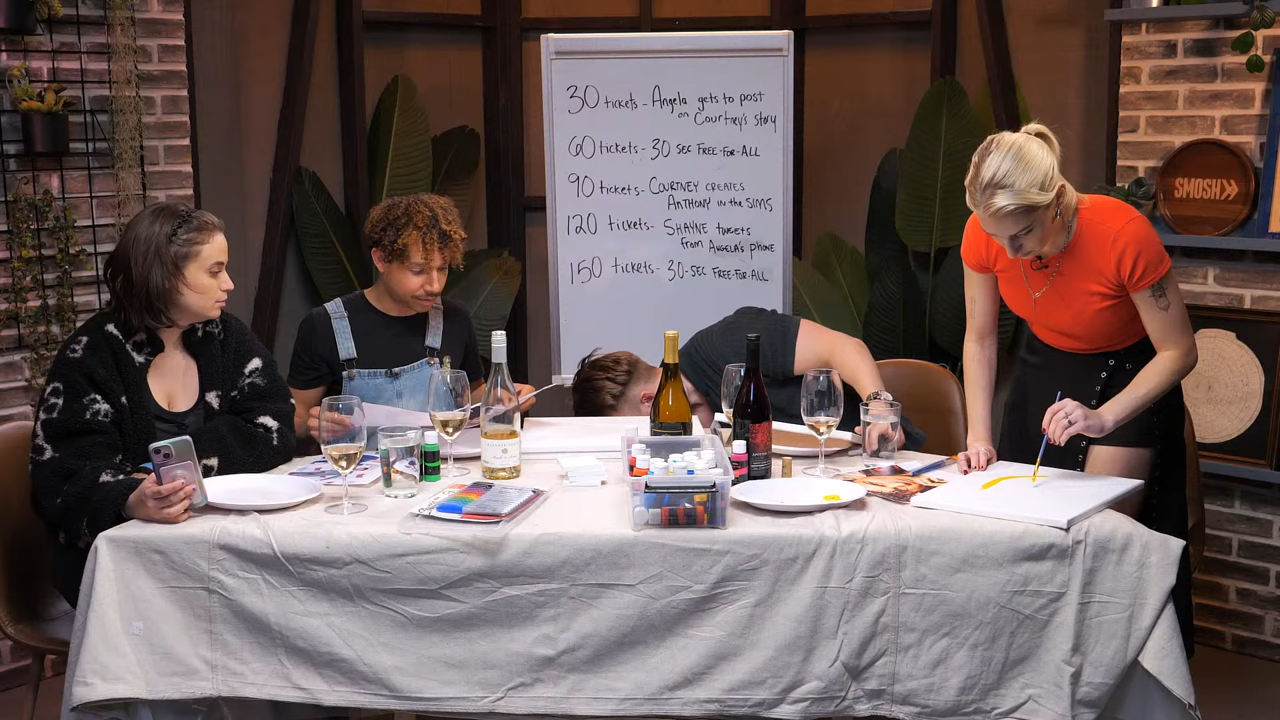 30 tickets - Angela gets to post
on Courtney's story
60 tickets - 30 SEC FREE-FOR-ALL
90 tickets - COURTNEY CREATES
ANTHONY IN THE SIMS
120 tickets - SHAYNE TWEETS
from ANGELA'S PHONE
150 tickets - 30-SEC FREE-FOR-ALL
SMOSH